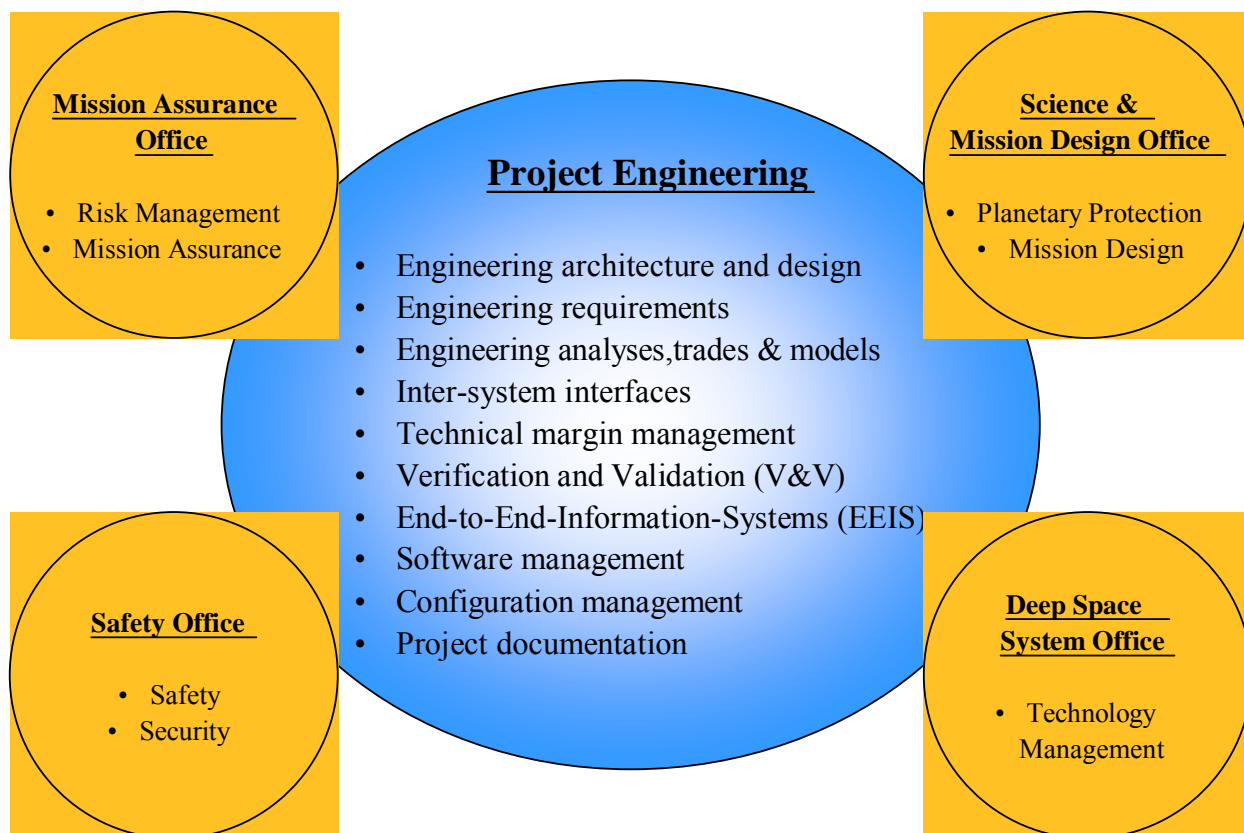 Mission Assurance
Office
• Risk Management
• Mission Assurance
Science &
Mission Design Office
• Planetary Protection
• Mission Design
Project Engineering
• Engineering architecture and design
• Engineering requirements
• Engineering analyses,trades & models
• Inter-system interfaces
• Technical margin management
• Verification and Validation (V&V)
• End-to-End-Information-Systems (EEIS)
• Software management
• Configuration management
• Project documentation
Safety Office
• Safety
• Security
Deep Space
System Office
• Technology
Management